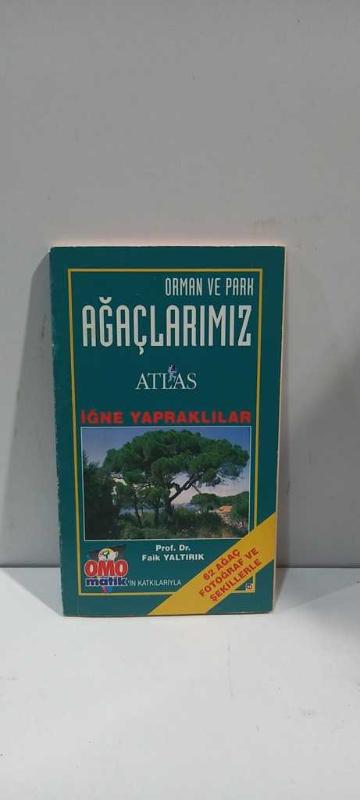 ORMAN VE PARK
AĞAÇLARIMIZ
ATLAS
İĞNE YAPRAKLILAR
Prof. Dr.
Faik YALTIRIK
OMO
matik'İN KATKILARIYLA
62 AĞAÇ
FOTOĞRAF VE
ŞEKİLLERLE